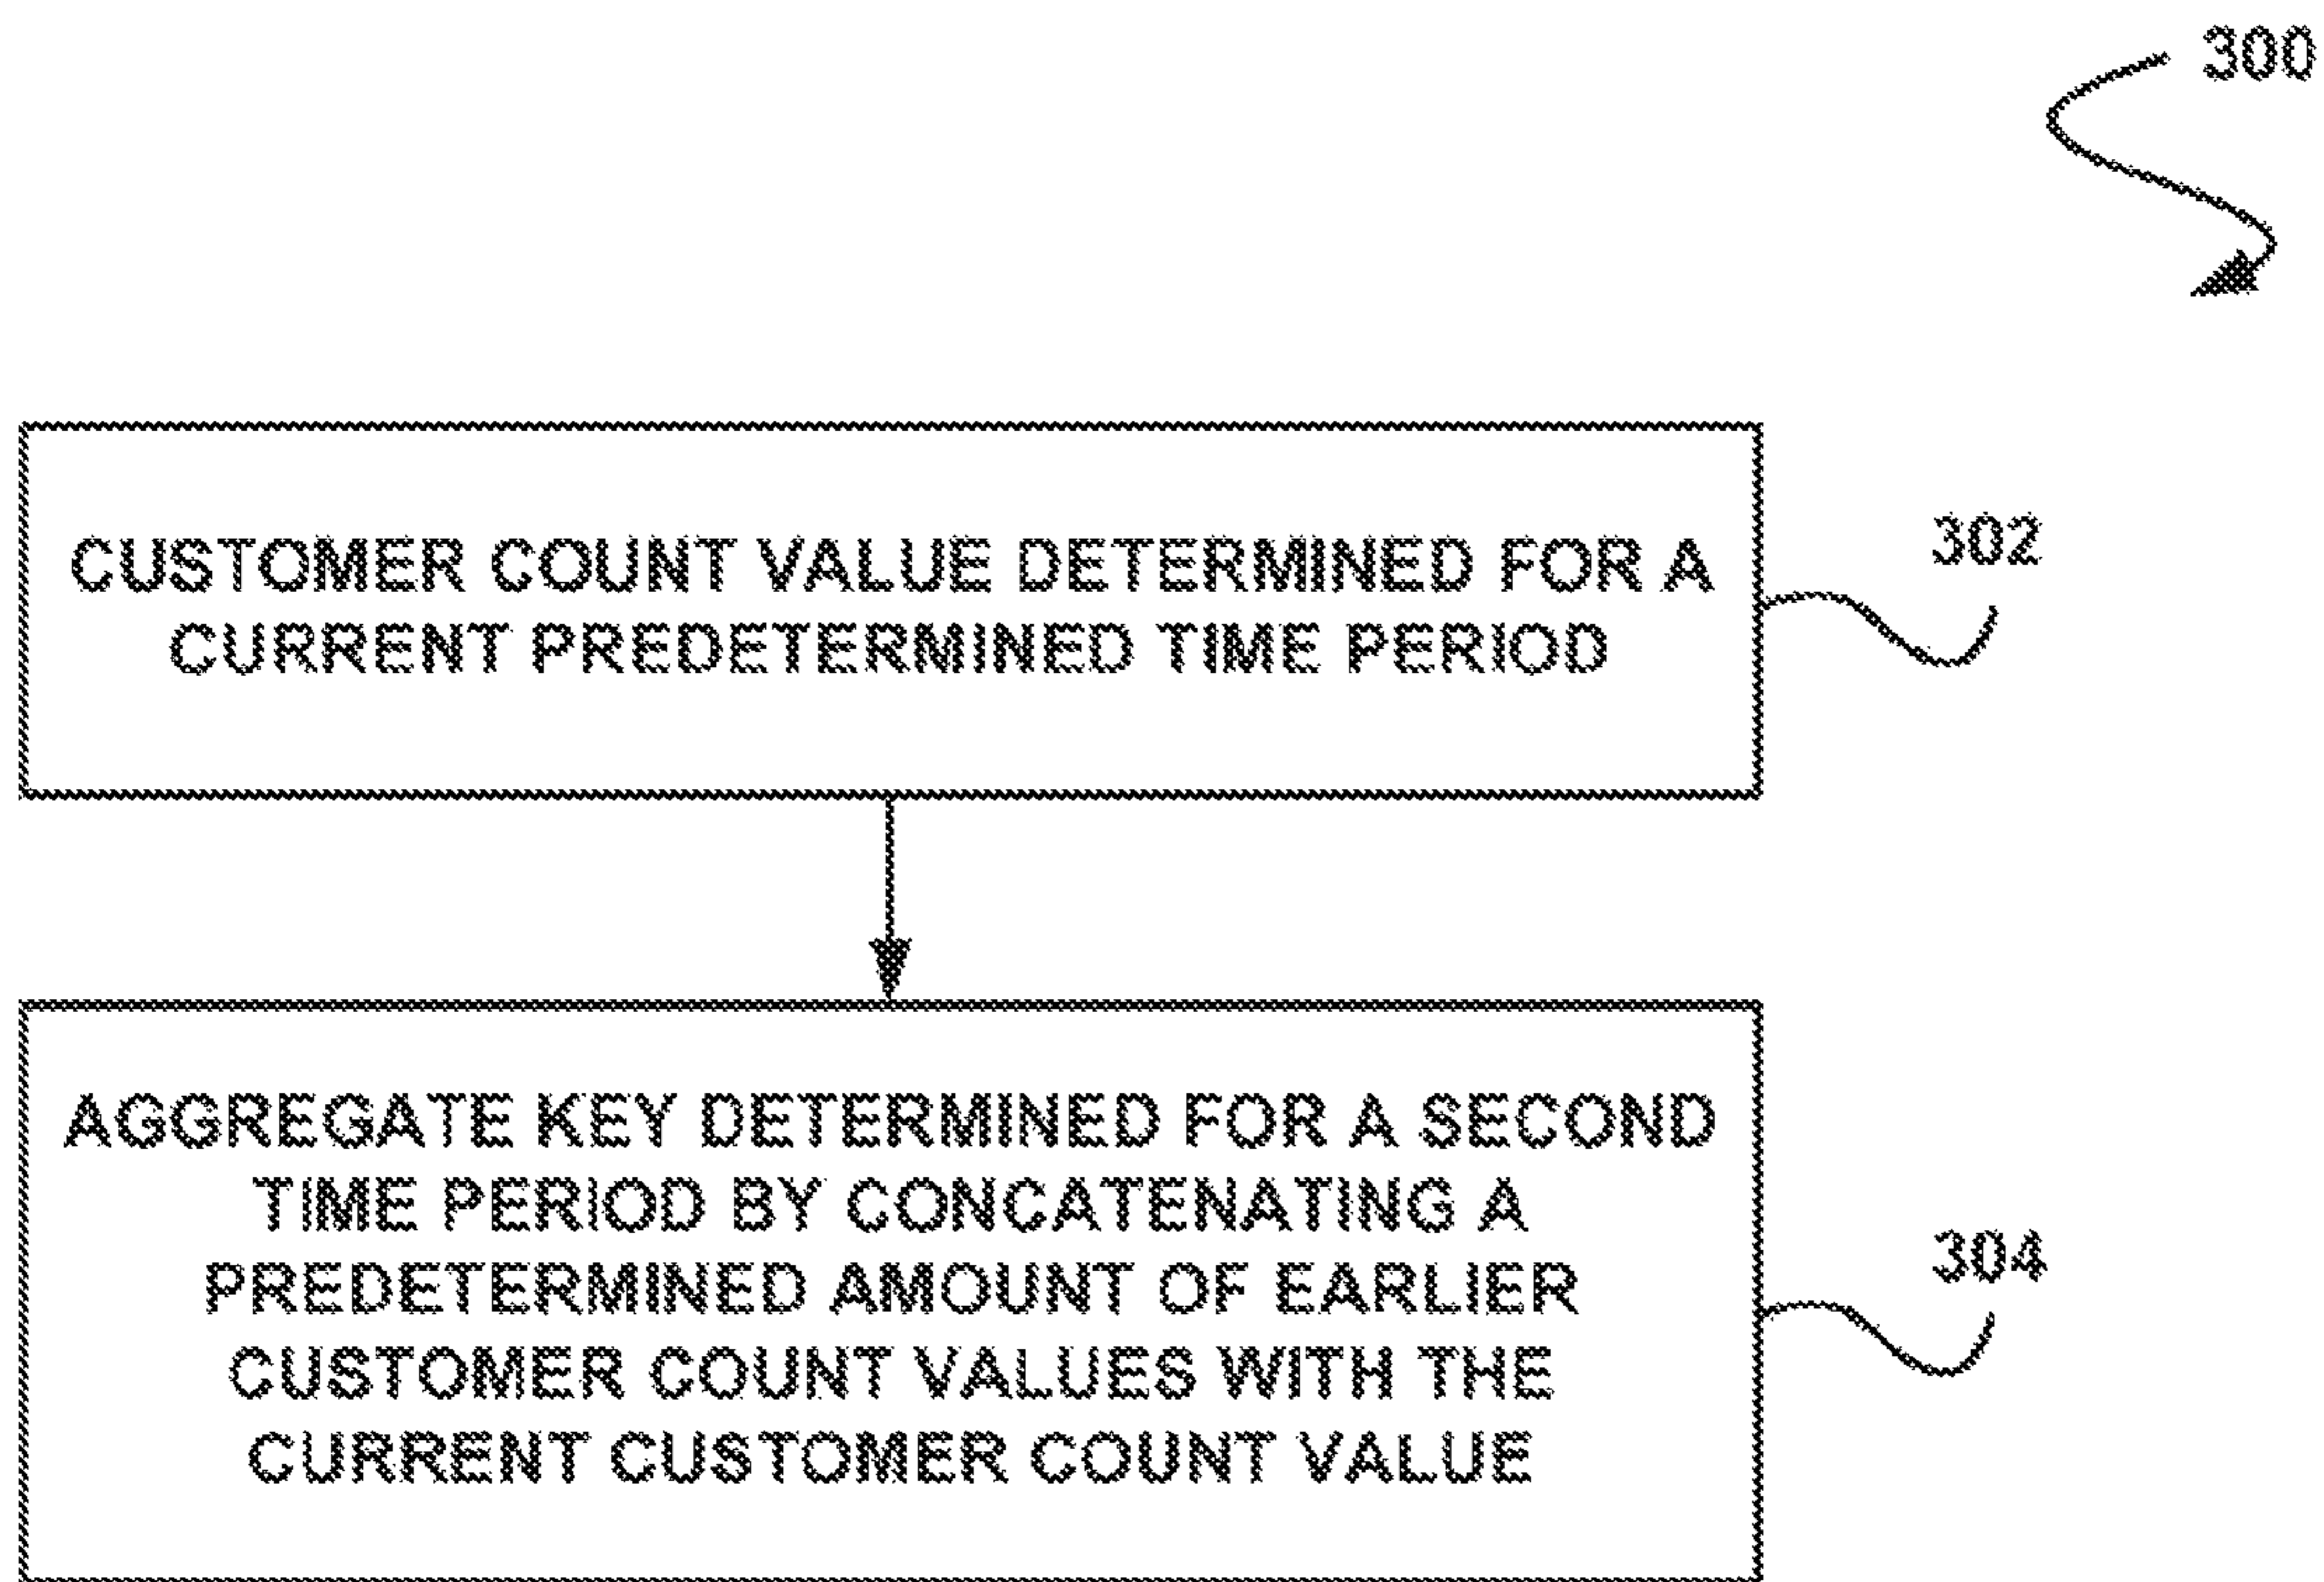 300
CUSTOMER COUNT VALUE DETERMINED FOR A
CURRENT PREDETERMINED TIME PERIOD
302
AGGREGATE KEY DETERMINED FOR A SECOND
TIME PERIOD BY CONCATENATING A
PREDETERMINED AMOUNT OF EARLIER
CUSTOMER COUNT VALUES WITH THE
CURRENT CUSTOMER COUNT VALUE
304